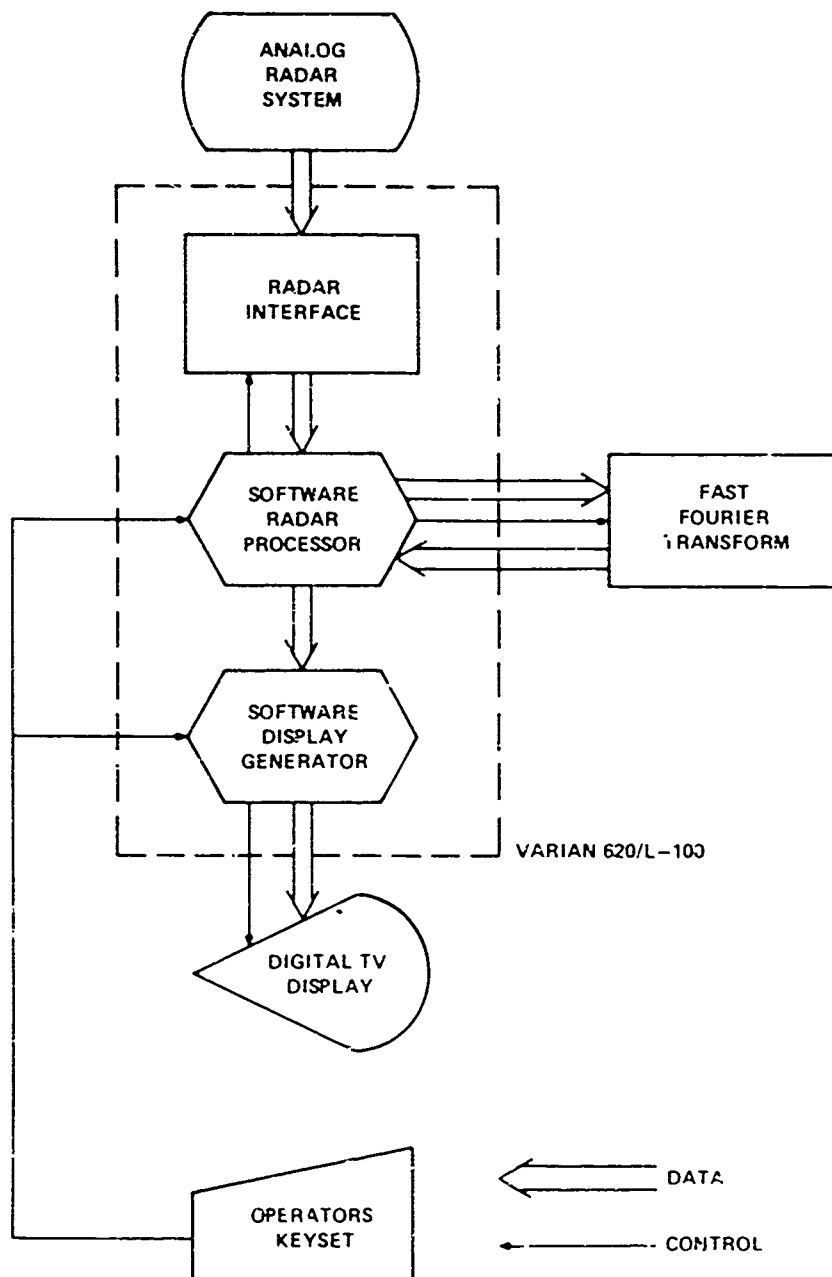 ANALOG
RADAR
SYSTEM
RADAR
INTERFACE
SOFTWARE
RADAR
PROCESSOR
FAST
FOURIER
TRANSFORM
SOFTWARE
DISPLAY
GENERATOR
VARIAN 620/L-100
DIGITAL TV
DISPLAY
OPERATORS
KEYSET
DATA
CONTROL